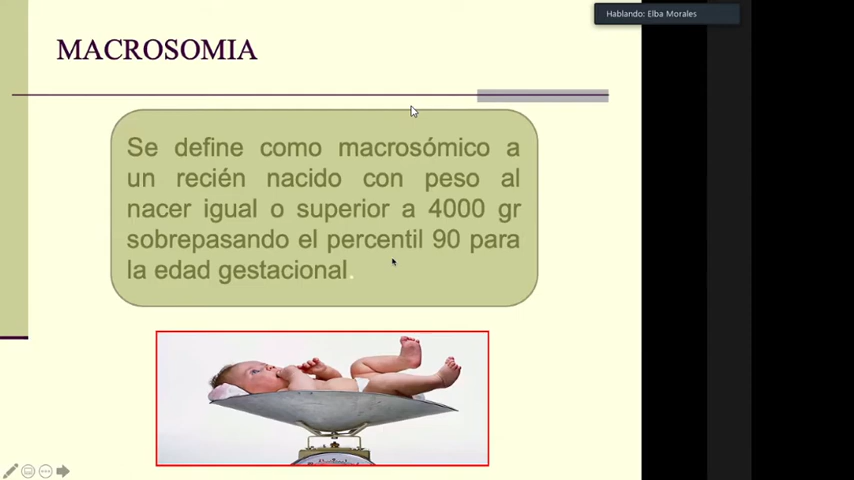 Hablando: Elba Morales
MACROSOMIA
Se define como macrosómico a
un recién nacido con peso al
nacer igual o superior a 4000 gr
sobrepasando el percentil 90 para
la edad gestacional.